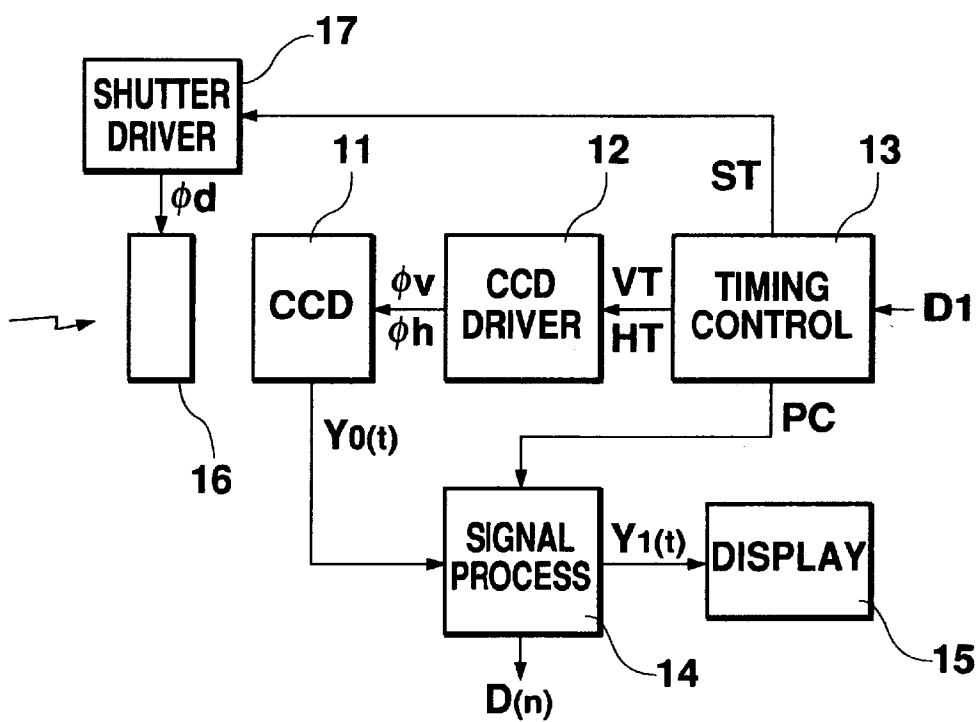 17
SHUTTER
DRIVER
11
12
13
ST
ϕd
CCD
ϕv
ϕh
CCD
DRIVER
VT
HT
TIMING
CONTROL
D1
16
Y0(t)
PC
SIGNAL
PROCESS
Y1(t)
DISPLAY
14
15
D(n)